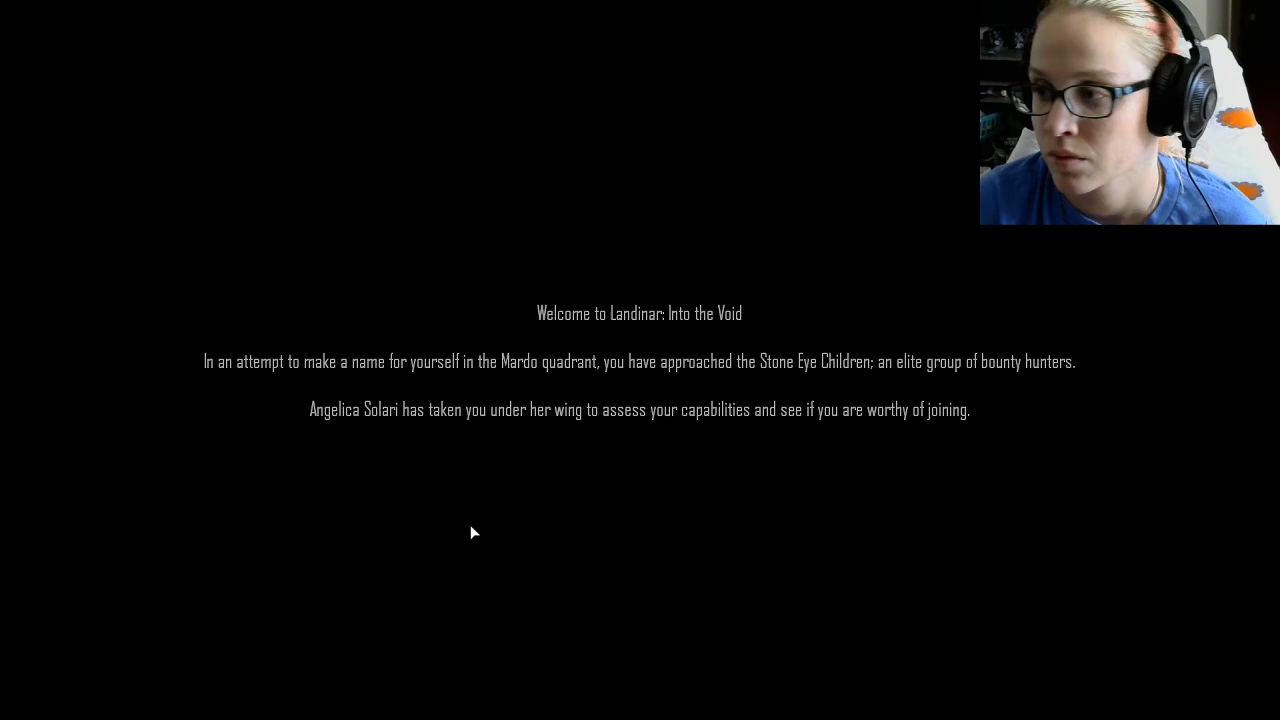 Welcome to Landinar: Into the Void
In an attempt to make a name for yourself in the Mardo quadrant, you have approached the Stone Eye Children; an elite group of bounty hunters.
Angelica Solari has taken you under her wing to assess your capabilities and see if you are worthy of joining.